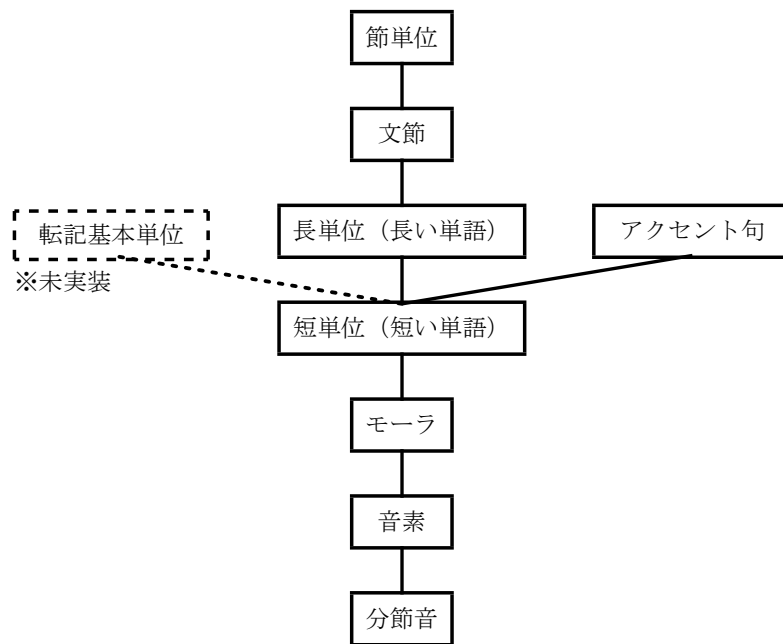 節単位
文節
転記基本単位
長単位（長い単語）
アクセント句
※未実装
短単位（短い単語）
モーラ
音素
分節音